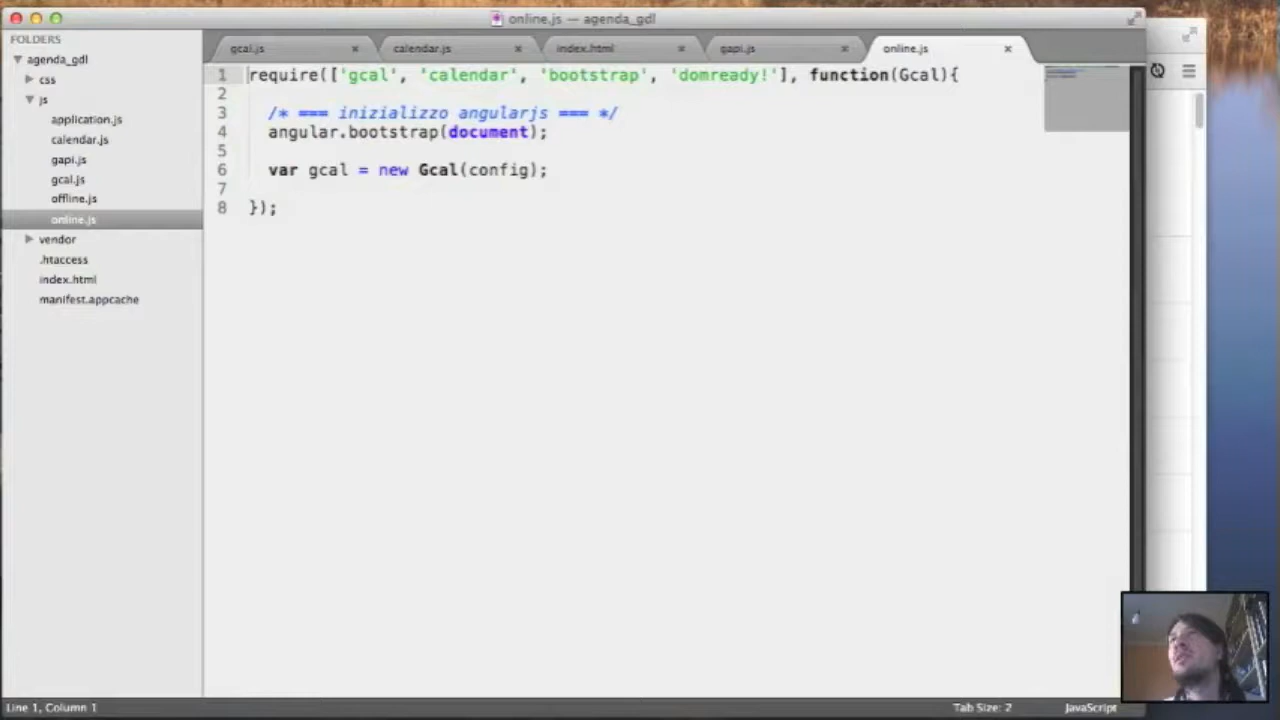 online.js — agenda_gdl
FOLDERS
agenda_gdl
css
js
application.js
calendar.js
gapi.js
gcal.js
offline.js
online.js
vendor
.htaccess
index.html
manifest.appcache
gcal.js × calendar.js × index.html × gapi.js × online.js ×
1 require(['gcal', 'calendar', 'bootstrap', 'domready!'], function(Gcal){
2
3 /* === inizializzo angularjs === */
4 angular.bootstrap(document);
5
6 var gcal = new Gcal(config);
7
8 });
Line 1, Column 1 Tab Size: 2 JavaScript